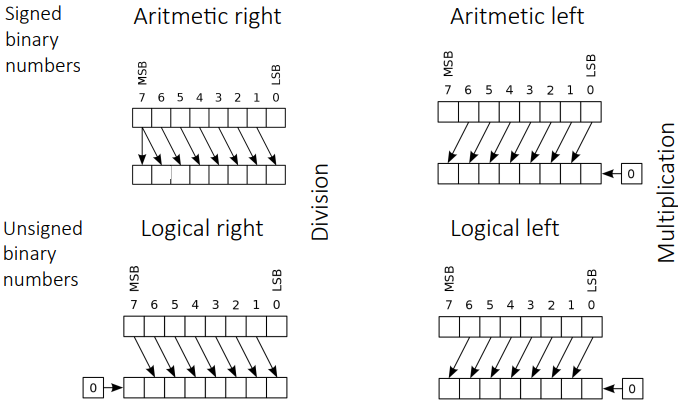 Signed
binary
numbers
Aritmetic right
MSB
LSB
7 6 5 4 3 2 1 0
Aritmetic left
MSB
LSB
7 6 5 4 3 2 1 0
0
Division
Multiplication
Unsigned
binary
numbers
Logical right
MSB
LSB
7 6 5 4 3 2 1 0
0
Logical left
MSB
LSB
7 6 5 4 3 2 1 0
0